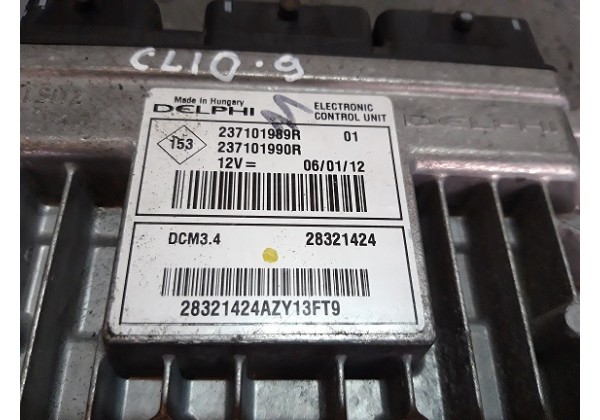 CLIO.9
Made in Hungary
DELPHI
ELECTRONIC
CONTROL UNIT
153
237101989R 01
237101990R
12V= 06/01/12
DCM3.4 28321424
28321424AZY13FT9